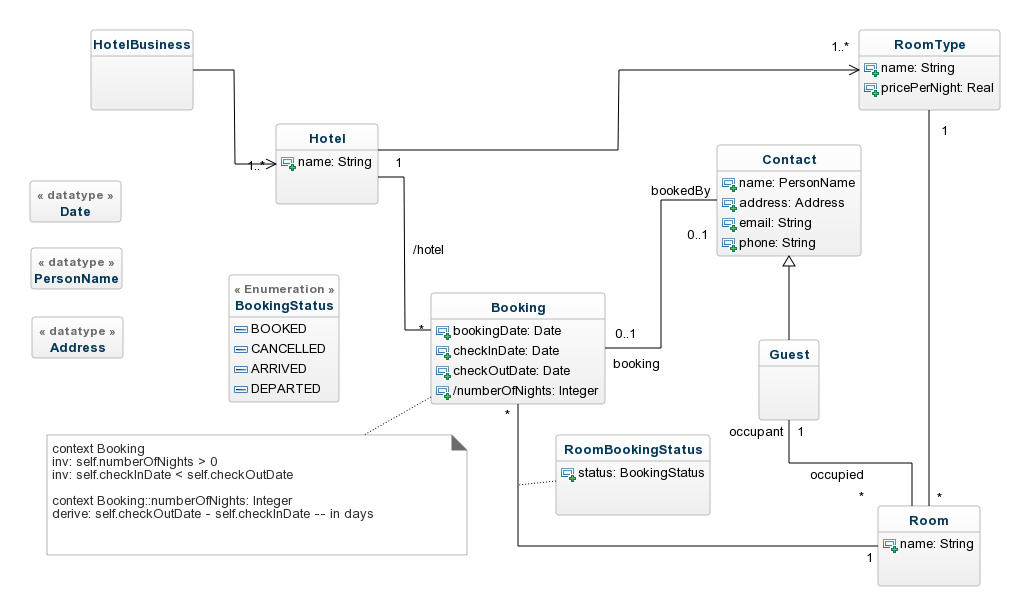 HotelBusiness
1..*
RoomType
name: String
pricePerNight: Real
1
Hotel
name: String
1..*
1
Contact
name: PersonName
address: Address
email: String
phone: String
bookedBy
0..1
« datatype »
Date
« datatype »
PersonName
« datatype »
Address
/hotel
« Enumeration »
BookingStatus
BOOKED
CANCELLED
ARRIVED
DEPARTED
*
Booking
bookingDate: Date
checkInDate: Date
checkOutDate: Date
/numberOfNights: Integer
0..1
booking
*
Guest
occupant
1
occupied
*
*
RoomBookingStatus
status: BookingStatus
context Booking
inv: self.numberOfNights > 0
inv: self.checkInDate < self.checkOutDate
context Booking::numberOfNights: Integer
derive: self.checkOutDate - self.checkInDate -- in days
Room
name: String
1